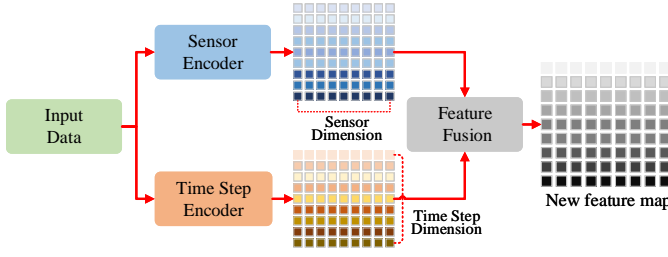 Input
Data
Sensor
Encoder
Sensor
Dimension
Time Step
Encoder
Time Step
Dimension
Feature
Fusion
New feature map